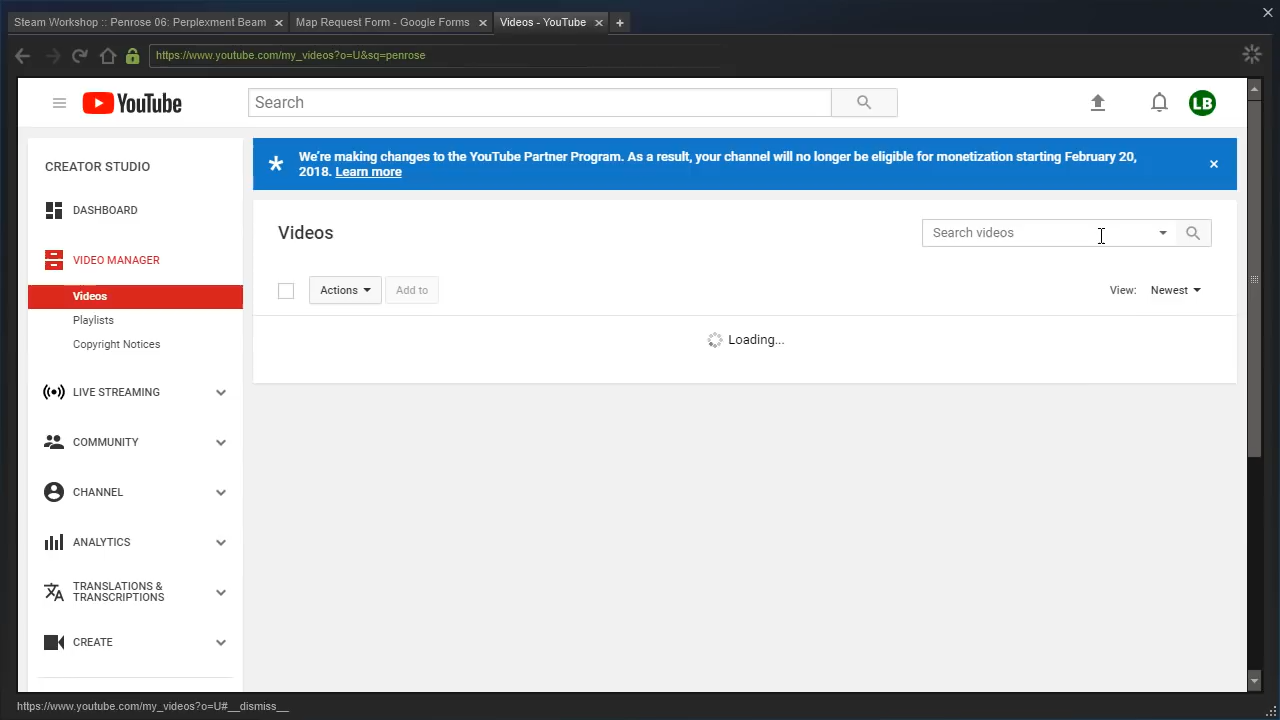 Steam Workshop :: Penrose 06: Perplexment Beam
Map Request Form - Google Forms
Videos - YouTube
https://www.youtube.com/my_videos?o=U&sq=penrose
YouTube
Search
LB
CREATOR STUDIO
DASHBOARD
VIDEO MANAGER
Videos
Playlists
Copyright Notices
LIVE STREAMING
COMMUNITY
CHANNEL
ANALYTICS
TRANSLATIONS &
TRANSCRIPTIONS
CREATE
We're making changes to the YouTube Partner Program. As a result, your channel will no longer be eligible for monetization starting February 20,
2018. Learn more
Videos
Search videos
Actions
Add to
View:
Newest
Loading...
https://www.youtube.com/my_videos?o=U#__dismiss__